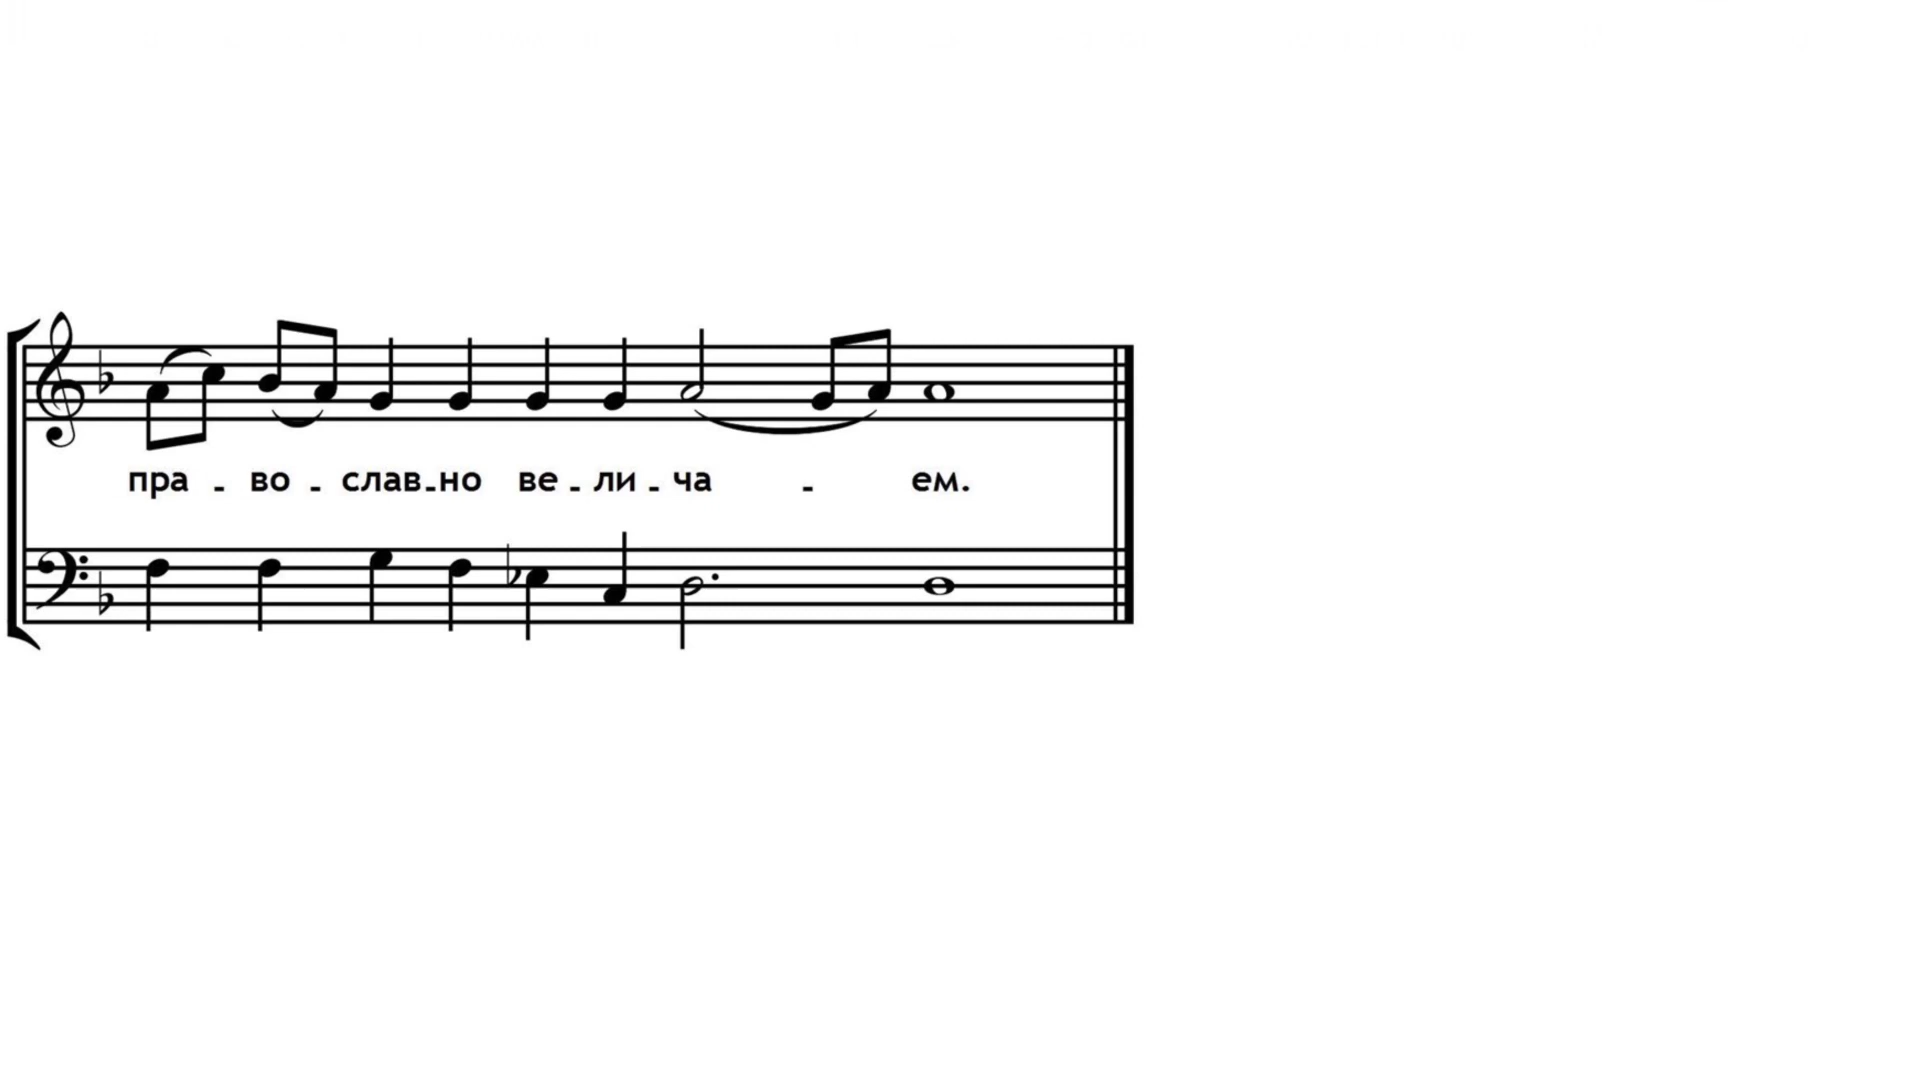 пра - во - слав-но ве - ли - ча - ем.